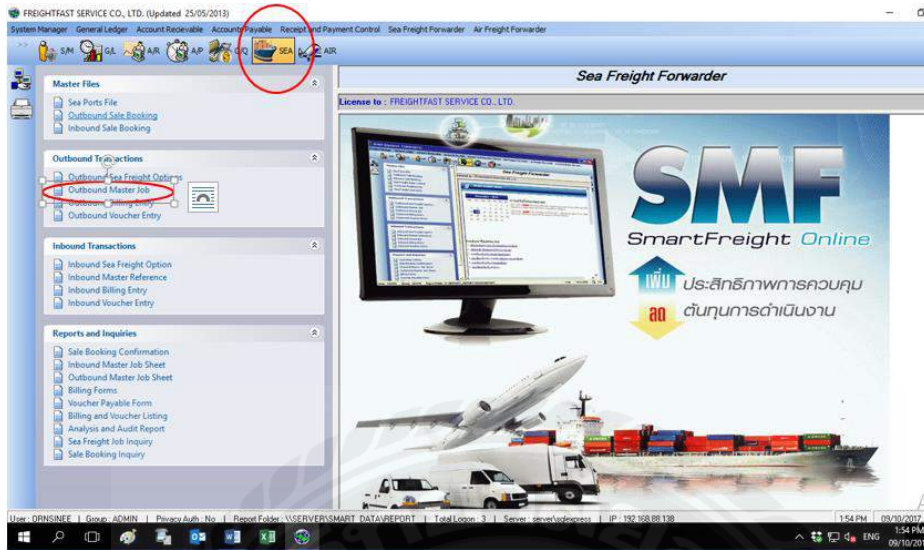 FREIGHTFAST SERVICE CO., LTD. (Updated 25/05/2013)
System Manager General Ledger Account Recievable Accounts Payable Receipt and Payment Control Sea Freight Forwarder Air Freight Forwarder
S/M G/L A/R A/P C/Q SEA AIR
Master Files
Sea Ports File
Outbound Sale Booking
Inbound Sale Booking
Outbound Transactions
Outbound Sea Freight Options
Outbound Master Job
Outbound Billing Entry
Outbound Voucher Entry
Inbound Transactions
Inbound Sea Freight Option
Inbound Master Reference
Inbound Billing Entry
Inbound Voucher Entry
Reports and Inquiries
Sale Booking Confirmation
Inbound Master Job Sheet
Outbound Master Job Sheet
Billing Forms
Voucher Payable Form
Billing and Voucher Listing
Analysis and Audit Report
Sea Freight Job Inquiry
Sale Booking Inquiry
Sea Freight Forwarder
License to : FREIGHTFAST SERVICE CO., LTD.
SMF
SmartFreight Online
เพิ่ม ประสิทธิภาพการควบคุม
ลด ต้นทุนการดำเนินงาน
User : ORNSINEE | Group : ADMIN | Privacy Auth : No | Report Folder : \\SERVER\SMART_DATA\REPORT | Total Logon : 3 | Server : server\sqlexpress | IP : 192.168.88.138
1:54 PM 09/10/2017
ENG 1:54 PM
09/10/20